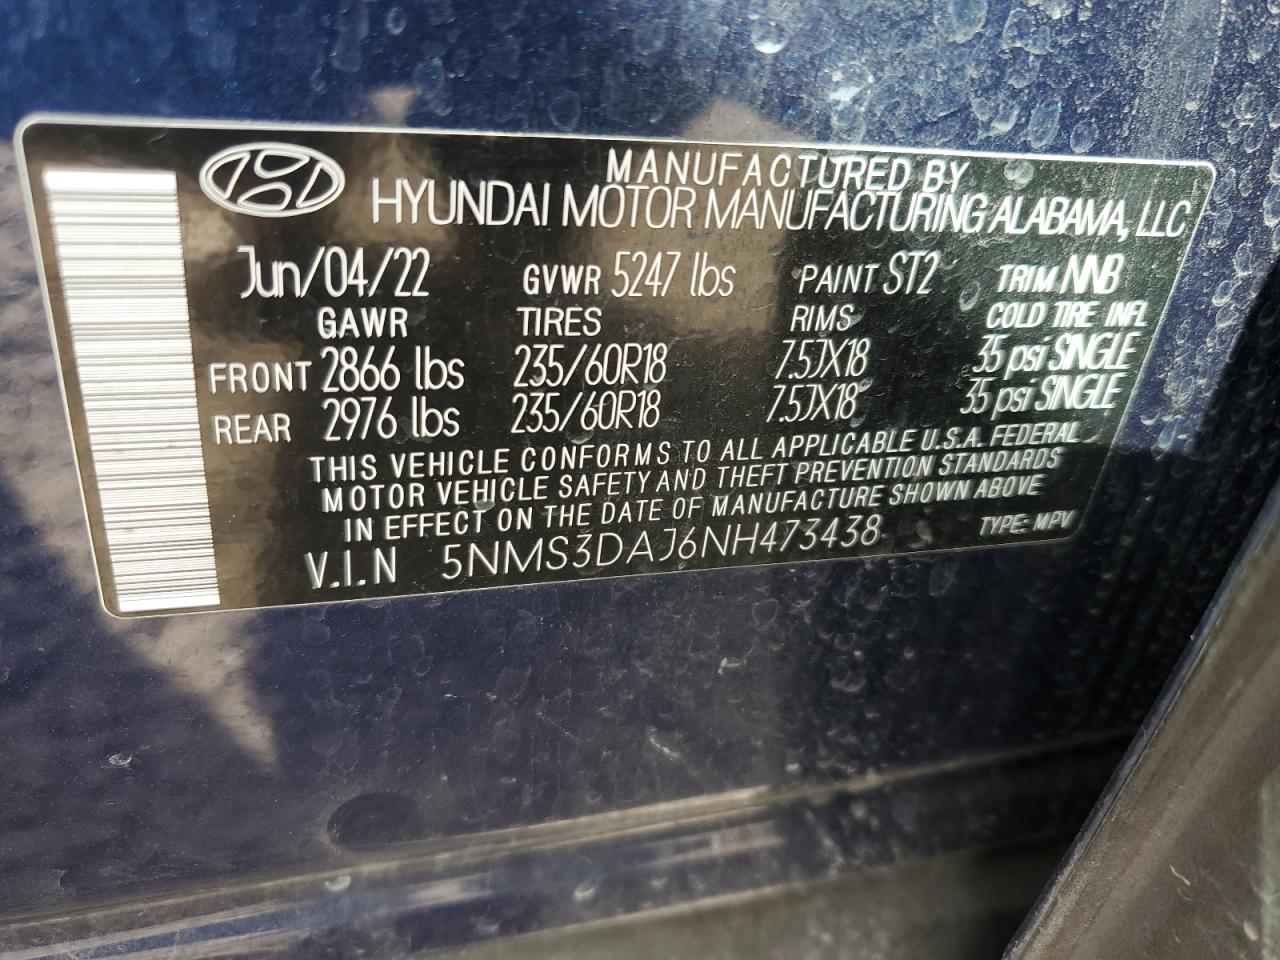 MANUFACTURED BY
HYUNDAI MOTOR MANUFACTURING ALABAMA, LLC
Jun/04/22 GVWR 5247 lbs PAINT ST2 TRIM NNB
GAWR TIRES RIMS COLD TIRE INFL
FRONT 2866 lbs 235/60R18 7.5JX18 35 psi SINGLE
REAR 2976 lbs 235/60R18 7.5JX18 35 psi SINGLE
THIS VEHICLE CONFORMS TO ALL APPLICABLE U.S.A. FEDERAL
MOTOR VEHICLE SAFETY AND THEFT PREVENTION STANDARDS
IN EFFECT ON THE DATE OF MANUFACTURE SHOWN ABOVE
V.I.N 5NMS3DAJ6NH473438 TYPE: MPV